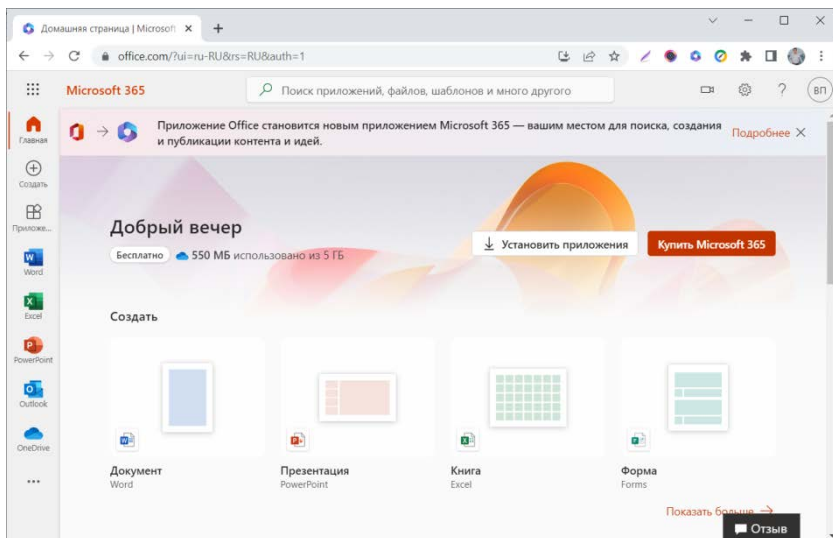 Домашняя страница | Microsoft
office.com/?ui=ru-RU&rs=RU&auth=1
Microsoft 365
Поиск приложений, файлов, шаблонов и много другого
ВП
Приложение Office становится новым приложением Microsoft 365 — вашим местом для поиска, создания
и публикации контента и идей.
Подробнее
Главная
Создать
Приложе...
Word
Excel
PowerPoint
Outlook
OneDrive
Добрый вечер
Бесплатно 550 МБ использовано из 5 ГБ
Установить приложения
Купить Microsoft 365
Создать
Документ
Word
Презентация
PowerPoint
Книга
Excel
Форма
Forms
Показать больше
Отзыв